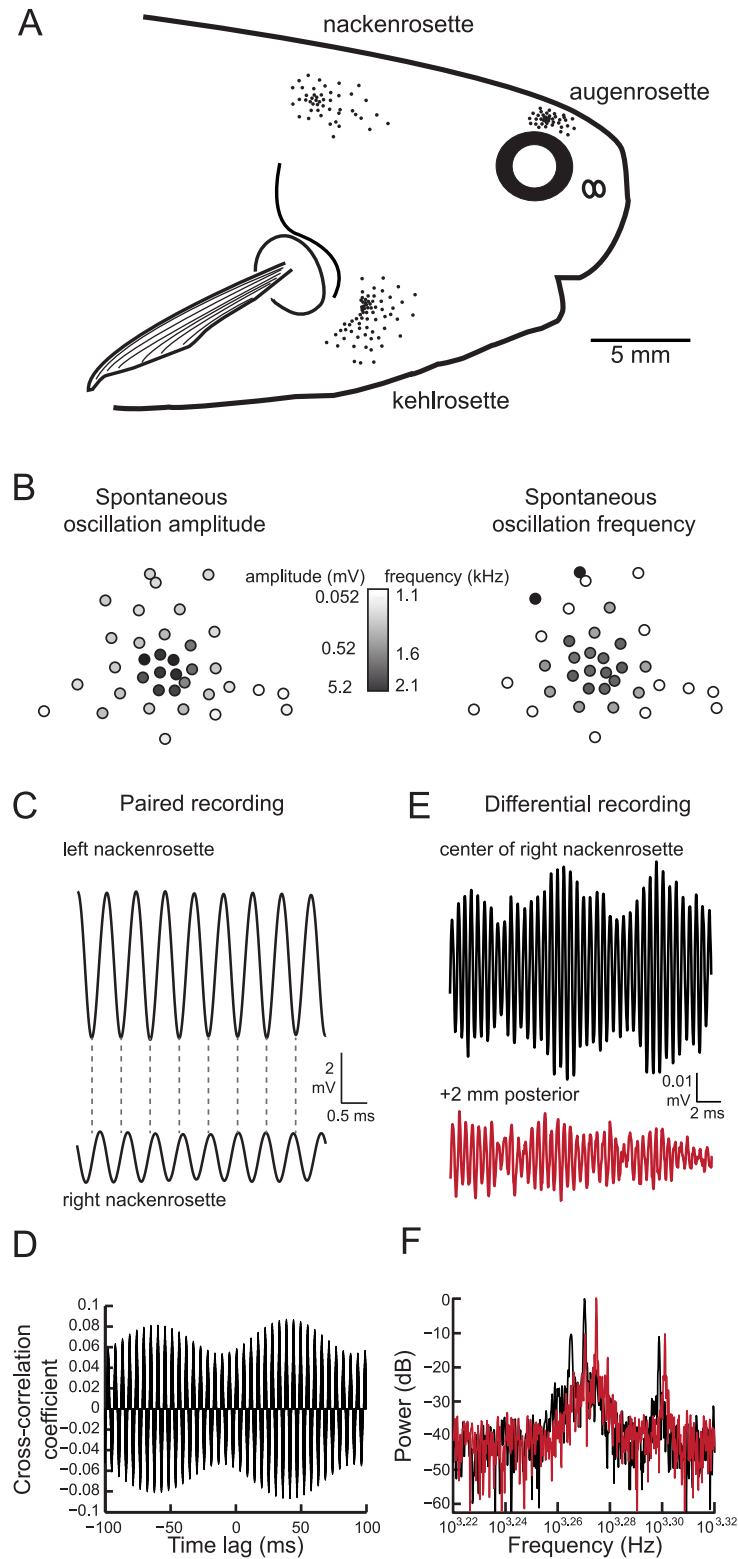 A
nackenrosette
augenrosette
5 mm
kehlrosette
B
Spontaneous
oscillation amplitude
Spontaneous
oscillation frequency
amplitude (mV)
frequency (kHz)
0.052
1.1
0.52
1.6
5.2
2.1
C
Paired recording
left nackenrosette
2
mV
0.5 ms
right nackenrosette
E
Differential recording
center of right nackenrosette
0.01
mV
2 ms
+2 mm posterior
D
Cross-correlation
coefficient
0.1
0.08
0.06
0.04
0.02
0
−0.02
−0.04
−0.06
−0.08
−0.1
−100
−50
0
50
100
Time lag (ms)
F
Power (dB)
0
−10
−20
−30
−40
−50
−60
10^3.22
10^3.24
10^3.26
10^3.28
10^3.30
10^3.32
Frequency (Hz)